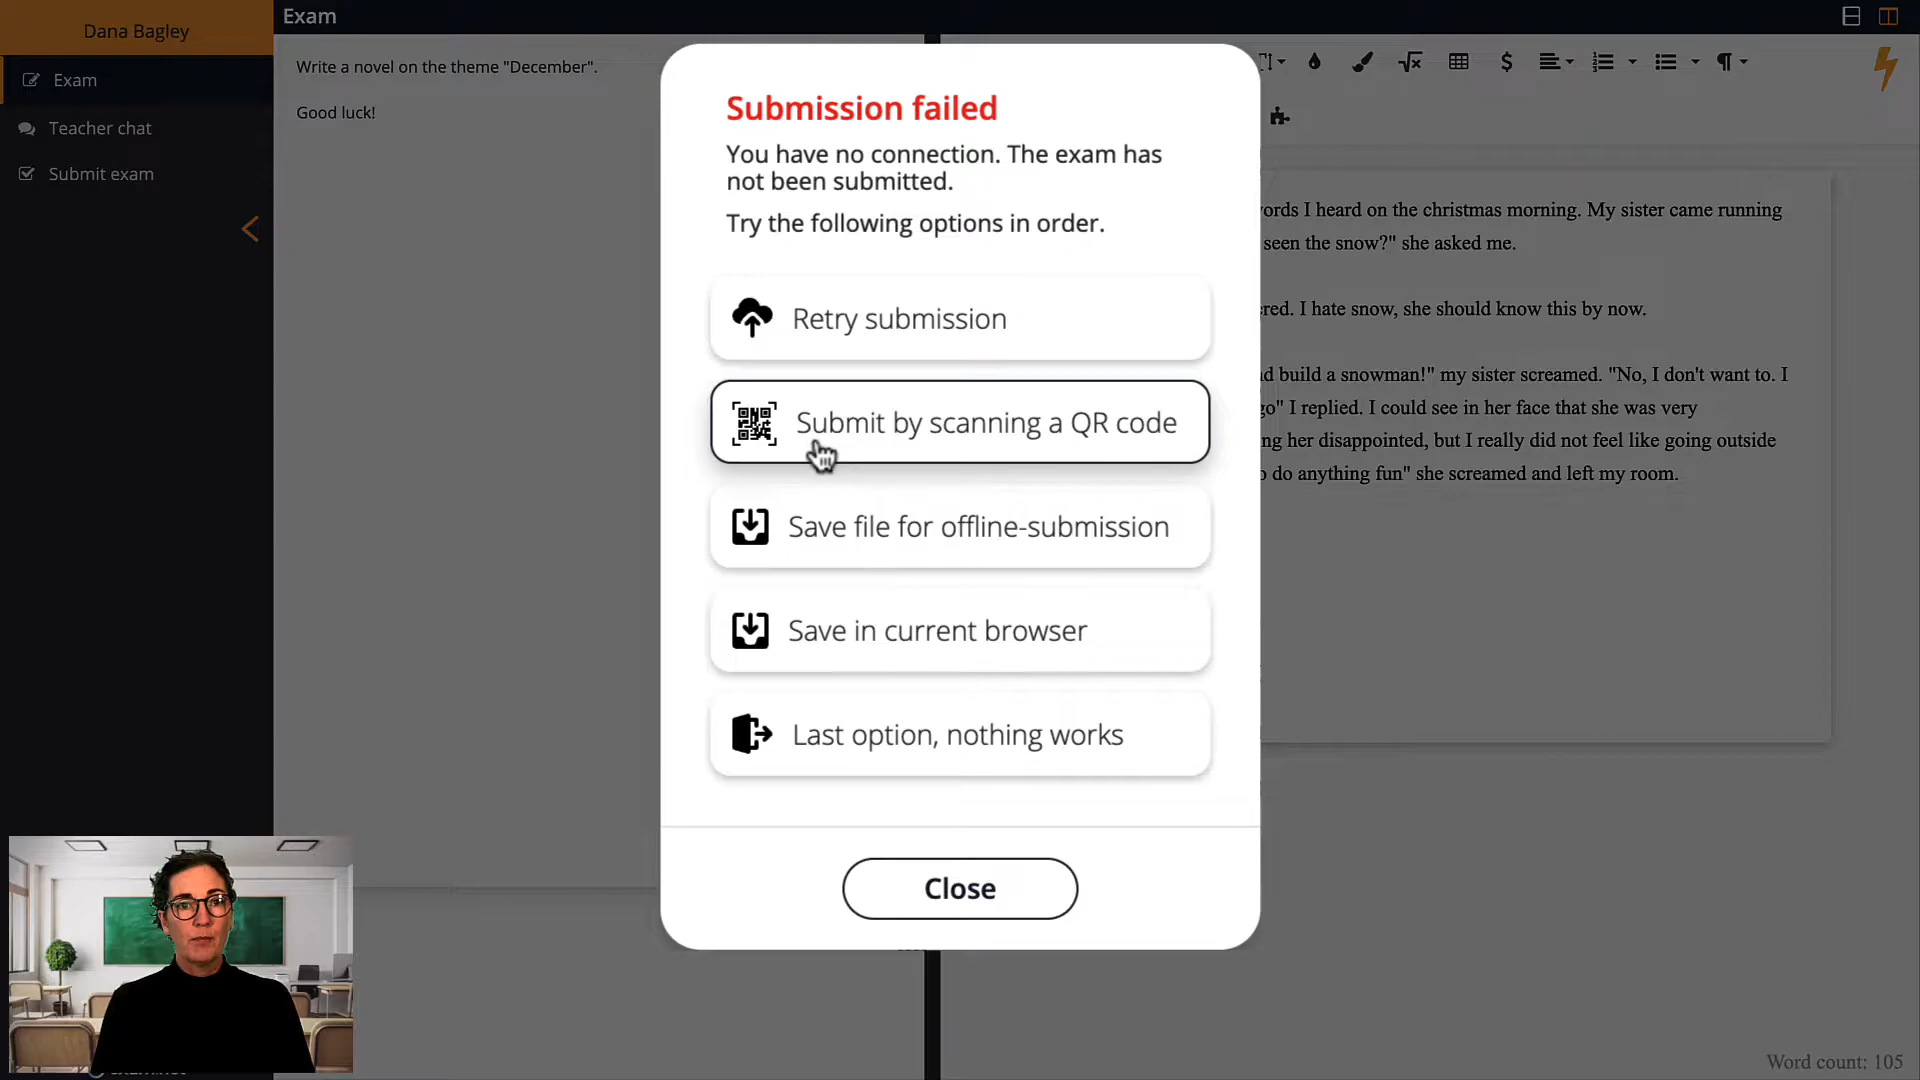 Dana Bagley
Exam
Exam
Teacher chat
Submit exam
Write a novel on the theme "December".
Good luck!
Submission failed
You have no connection. The exam has
not been submitted.
Try the following options in order.
Retry submission
Submit by scanning a QR code
Save file for offline-submission
Save in current browser
Last option, nothing works
Close
ords I heard on the christmas morning. My sister came running
seen the snow?" she asked me.
red. I hate snow, she should know this by now.
d build a snowman!" my sister screamed. "No, I don't want to. I
go" I replied. I could see in her face that she was very
ng her disappointed, but I really did not feel like going outside
o do anything fun" she screamed and left my room.
Word count: 105